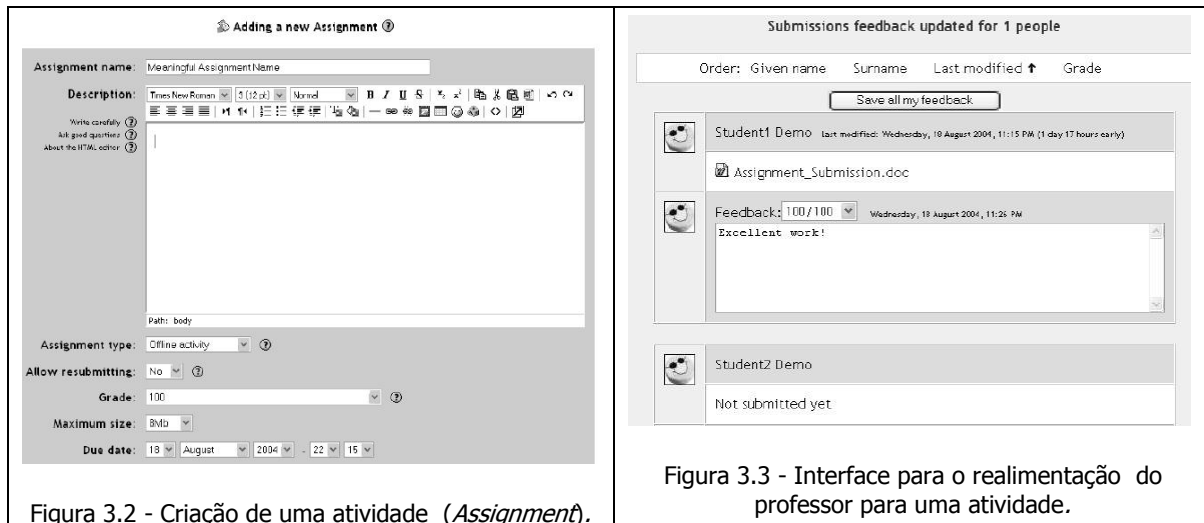 Adding a new Assignment
Assignment name: Meaningful Assignment Name
Description: Times New Roman 3 (12 pt) Normal B I U S
Write carefully
Ask good questions
About the HTML editor
Path: body
Assignment type: Offline activity
Allow resubmitting: No
Grade: 100
Maximum size: 8Mb
Due date: 18 August 2004 - 22 15
Figura 3.2 - Criação de uma atividade (Assignment).
Submissions feedback updated for 1 people
Order: Given name Surname Last modified ↑ Grade
Save all my feedback
Student1 Demo last modified: Wednesday, 18 August 2004, 11:15 PM (1 day 17 hours early)
Assignment_Submission.doc
Feedback: 100/100 Wednesday, 18 August 2004, 11:26 PM
Excellent work!
Student2 Demo
Not submitted yet
Figura 3.3 - Interface para o realimentação do
professor para uma atividade.